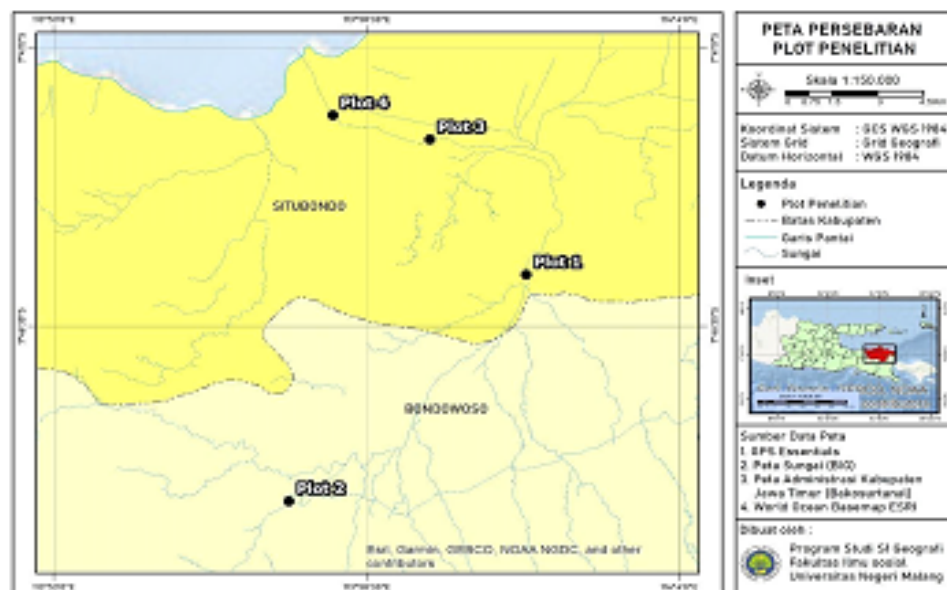 PETA PERSEBARAN
PLOT PENELITIAN
Skala 1:150.000
Koordinat Sistem : GCS WGS 1984
Sistem Grid : Grid Geografi
Datum Horizontal : WGS 1984
Legenda
Plot Penelitian
Batas Kabupaten
Garis Pantai
Sungai
Inset
Sumber Data Peta
1. GPS Essentials
2. Peta Sungai (BIG)
3. Peta Administrasi Kabupaten
Jawa Timur (Bakosurtanal)
4. World Ocean Basemap ESRI
Dibuat oleh :
Program Studi S1 Geografi
Fakultas Ilmu sosial
Universitas Negeri Malang
Plot 4
Plot 3
SITUBONDO
Plot 1
BONDOWOSO
Plot 2
Esri, Garmin, GEBCO, NOAA NGDC, and other
contributors